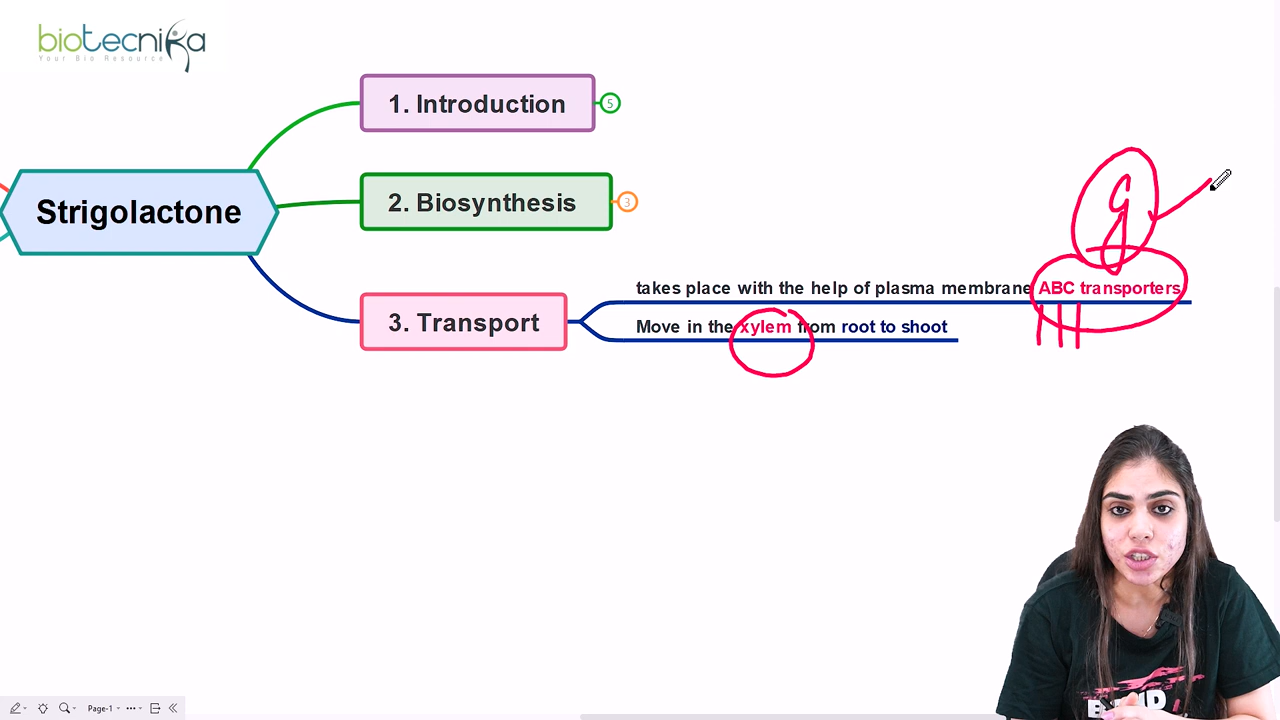 biotecnika
Your Bio Resource
1. Introduction
5
2. Biosynthesis
3
Strigolactone
takes place with the help of plasma membrane ABC transporters
3. Transport
Move in the xylem from root to shoot
Page-1